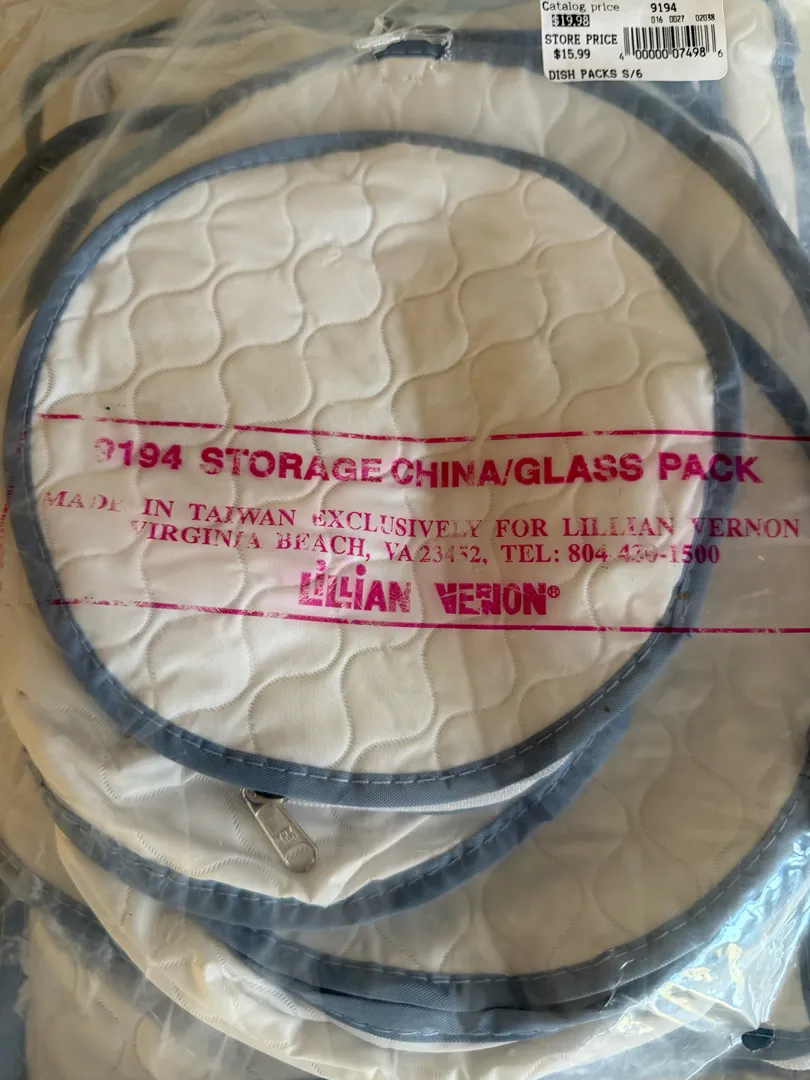 Catalog price 9194
$19.98 016 0027 02038
STORE PRICE
$15.99 4 00000 07498 6
DISH PACKS S/6
9194 STORAGE CHINA/GLASS PACK
MADE IN TAIWAN EXCLUSIVELY FOR LILLIAN VERNON
VIRGINIA BEACH, VA 23452, TEL: 804-430-1500
LILLIAN VERNON®